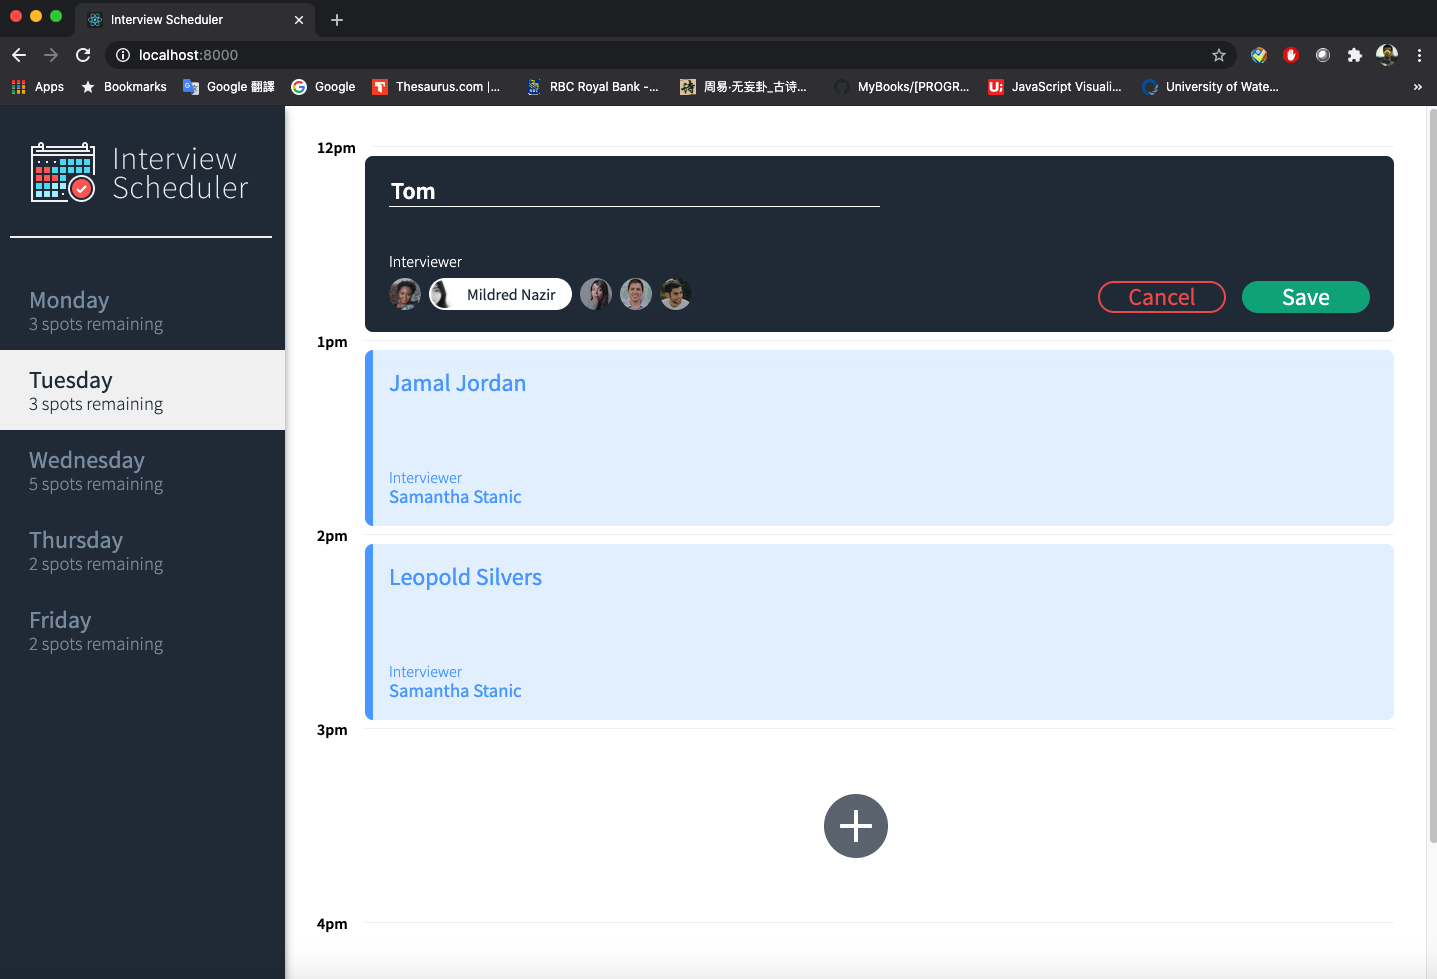 Interview Scheduler
localhost:8000
Apps
Bookmarks
Google 翻譯
Google
Thesaurus.com |...
RBC Royal Bank -...
周易·无妄卦_古诗...
MyBooks/[PROGR...
JavaScript Visuali...
University of Wate...
»
Interview
Scheduler
Monday
3 spots remaining
Tuesday
3 spots remaining
Wednesday
5 spots remaining
Thursday
2 spots remaining
Friday
2 spots remaining
12pm
Tom
Interviewer
Mildred Nazir
Cancel
Save
1pm
Jamal Jordan
Interviewer
Samantha Stanic
2pm
Leopold Silvers
Interviewer
Samantha Stanic
3pm
4pm